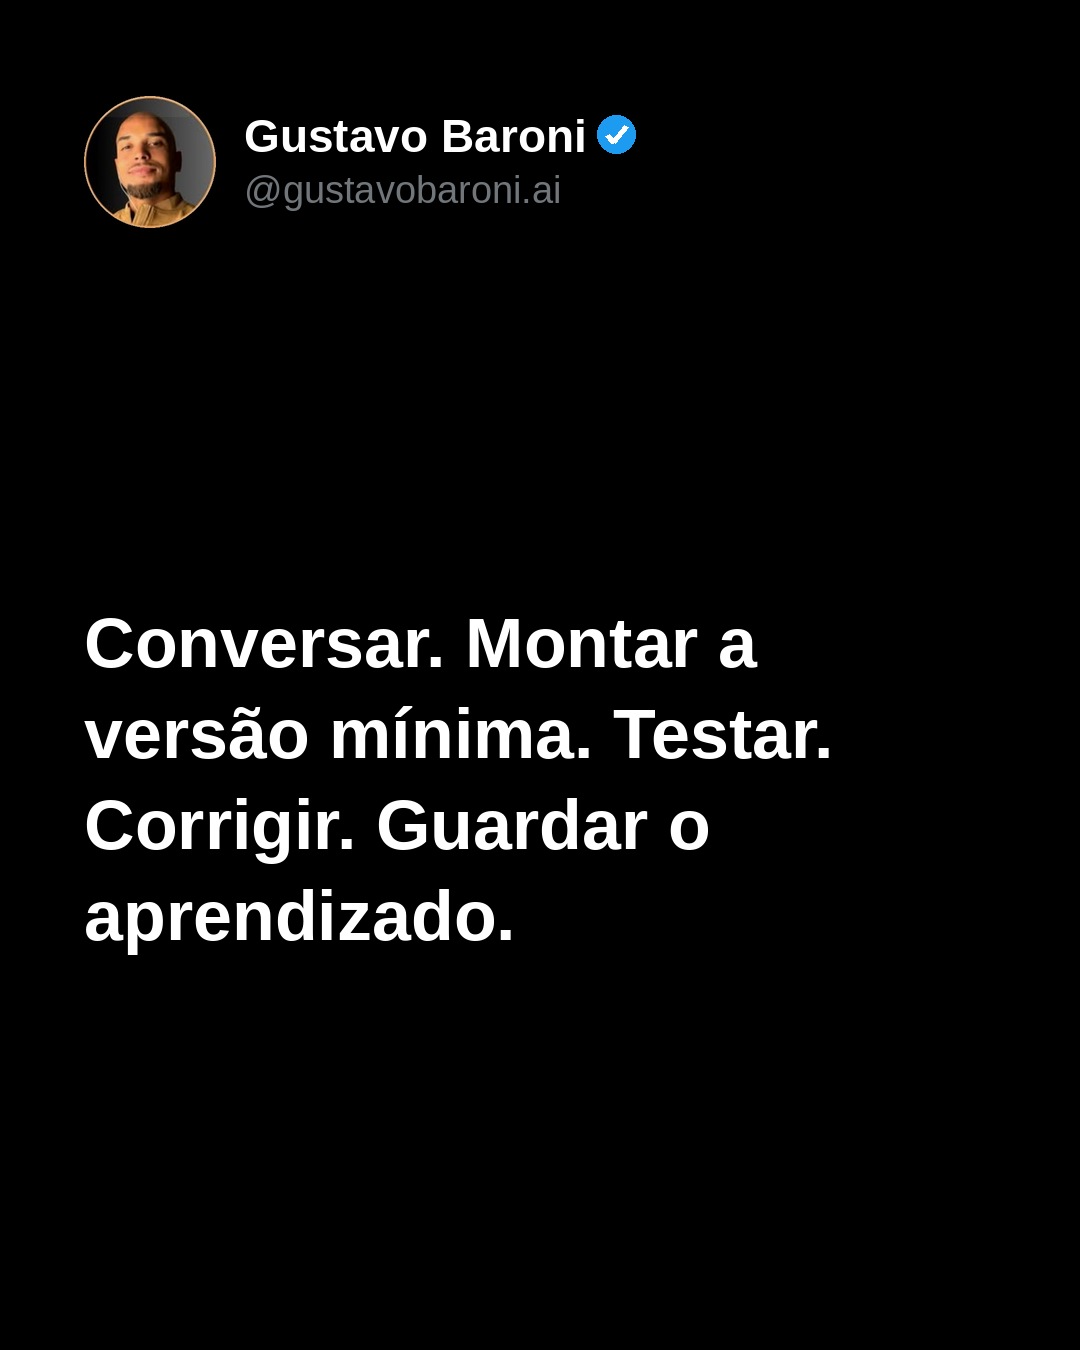 Gustavo Baroni
@gustavobaroni.ai
Conversar. Montar a
versão mínima. Testar.
Corrigir. Guardar o
aprendizado.